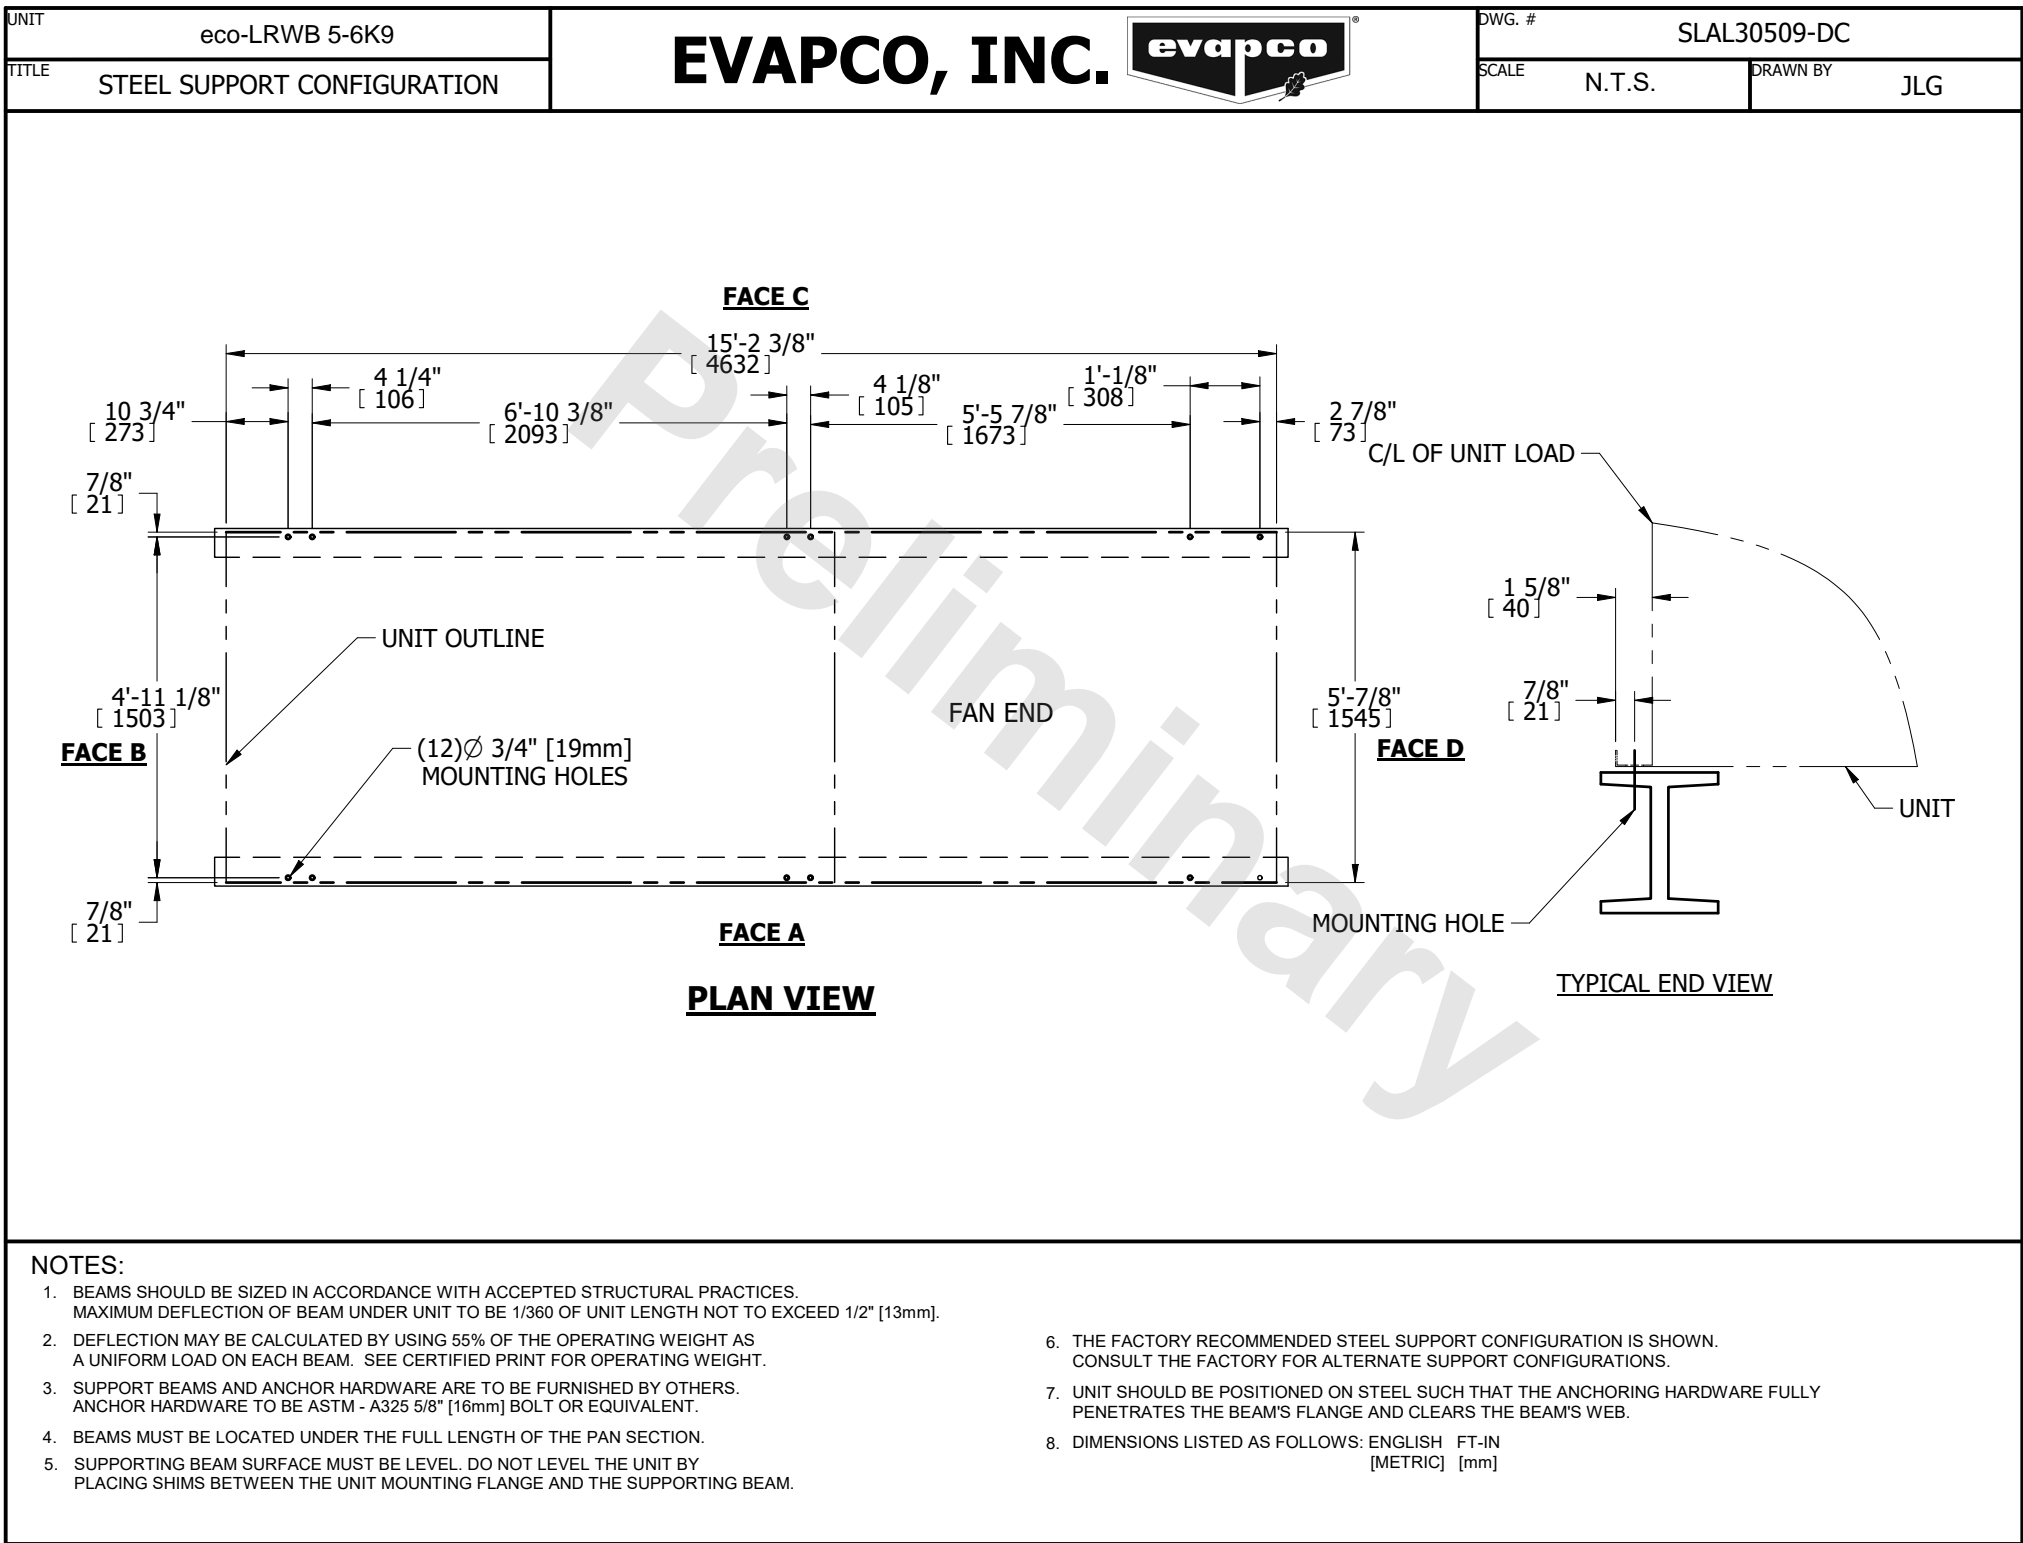 UNIT
eco-LRWB 5-6K9
TITLE
STEEL SUPPORT CONFIGURATION
EVAPCO, INC.
evapco®
DWG. #
SLAL30509-DC
SCALE
N.T.S.
DRAWN BY
JLG
FACE C
15'-2 3/8"
[ 4632]
4 1/4"
[ 106]
4 1/8"
[ 105]
1'-1/8"
[ 308]
10 3/4"
[ 273]
6'-10 3/8"
[ 2093]
5'-5 7/8"
[ 1673]
2 7/8"
[ 73]
C/L OF UNIT LOAD
7/8"
[ 21]
1 5/8"
[ 40]
UNIT OUTLINE
4'-11 1/8"
[ 1503]
FAN END
5'-7/8"
[ 1545]
7/8"
[ 21]
FACE B
(12)Ø 3/4" [19mm]
MOUNTING HOLES
FACE D
UNIT
7/8"
[ 21]
FACE A
MOUNTING HOLE
PLAN VIEW
TYPICAL END VIEW
Preliminary
NOTES:
1. BEAMS SHOULD BE SIZED IN ACCORDANCE WITH ACCEPTED STRUCTURAL PRACTICES.
MAXIMUM DEFLECTION OF BEAM UNDER UNIT TO BE 1/360 OF UNIT LENGTH NOT TO EXCEED 1/2" [13mm].
2. DEFLECTION MAY BE CALCULATED BY USING 55% OF THE OPERATING WEIGHT AS
A UNIFORM LOAD ON EACH BEAM. SEE CERTIFIED PRINT FOR OPERATING WEIGHT.
3. SUPPORT BEAMS AND ANCHOR HARDWARE ARE TO BE FURNISHED BY OTHERS.
ANCHOR HARDWARE TO BE ASTM - A325 5/8" [16mm] BOLT OR EQUIVALENT.
4. BEAMS MUST BE LOCATED UNDER THE FULL LENGTH OF THE PAN SECTION.
5. SUPPORTING BEAM SURFACE MUST BE LEVEL. DO NOT LEVEL THE UNIT BY
PLACING SHIMS BETWEEN THE UNIT MOUNTING FLANGE AND THE SUPPORTING BEAM.
6. THE FACTORY RECOMMENDED STEEL SUPPORT CONFIGURATION IS SHOWN.
CONSULT THE FACTORY FOR ALTERNATE SUPPORT CONFIGURATIONS.
7. UNIT SHOULD BE POSITIONED ON STEEL SUCH THAT THE ANCHORING HARDWARE FULLY
PENETRATES THE BEAM'S FLANGE AND CLEARS THE BEAM'S WEB.
8. DIMENSIONS LISTED AS FOLLOWS: ENGLISH FT-IN
[METRIC] [mm]